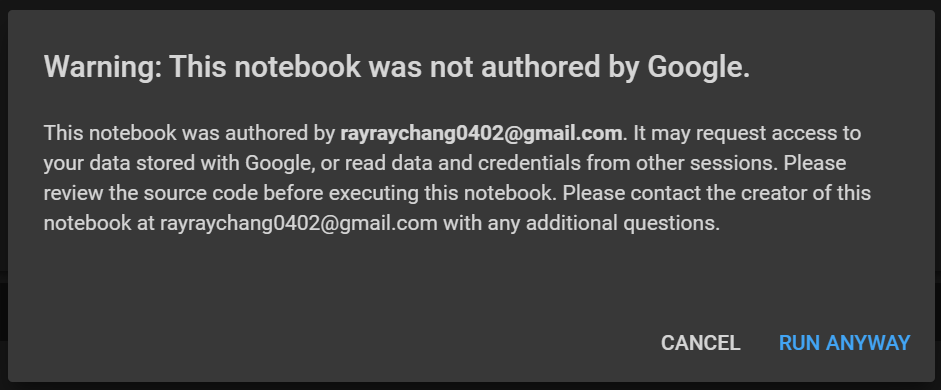 Warning: This notebook was not authored by Google.
This notebook was authored by rayraychang0402@gmail.com. It may request access to
your data stored with Google, or read data and credentials from other sessions. Please
review the source code before executing this notebook. Please contact the creator of this
notebook at rayraychang0402@gmail.com with any additional questions.
CANCEL RUN ANYWAY